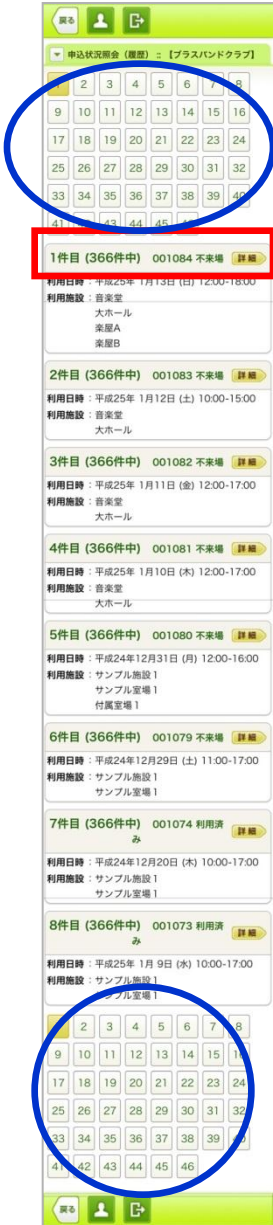 戻る
申込状況照会（履歴）::【ブラスバンドクラブ】
1 2 3 4 5 6 7 8
9 10 11 12 13 14 15 16
17 18 19 20 21 22 23 24
25 26 27 28 29 30 31 32
33 34 35 36 37 38 39 40
41 42 43 44 45
1件目 (366件中) 001084 不来場 詳細
利用日時：平成25年 1月13日 (日) 12:00-18:00
利用施設：音楽堂
大ホール
楽屋A
楽屋B
2件目 (366件中) 001083 不来場 詳細
利用日時：平成25年 1月12日 (土) 10:00-15:00
利用施設：音楽堂
大ホール
3件目 (366件中) 001082 不来場 詳細
利用日時：平成25年 1月11日 (金) 12:00-17:00
利用施設：音楽堂
大ホール
4件目 (366件中) 001081 不来場 詳細
利用日時：平成25年 1月10日 (木) 12:00-17:00
利用施設：音楽堂
大ホール
5件目 (366件中) 001080 不来場 詳細
利用日時：平成24年12月31日 (月) 12:00-16:00
利用施設：サンプル施設1
サンプル室場1
付属室場1
6件目 (366件中) 001079 不来場 詳細
利用日時：平成24年12月29日 (土) 11:00-17:00
利用施設：サンプル施設1
サンプル室場1
7件目 (366件中) 001074 利用済み 詳細
利用日時：平成24年12月20日 (木) 10:00-17:00
利用施設：サンプル施設1
サンプル室場1
8件目 (366件中) 001073 利用済み 詳細
利用日時：平成25年 1月 9日 (水) 10:00-17:00
利用施設：サンプル施設1
サンプル室場1
1 2 3 4 5 6 7 8
9 10 11 12 13 14 15 16
17 18 19 20 21 22 23 24
25 26 27 28 29 30 31 32
33 34 35 36 37 38 39 40
41 42 43 44 45 46
戻る